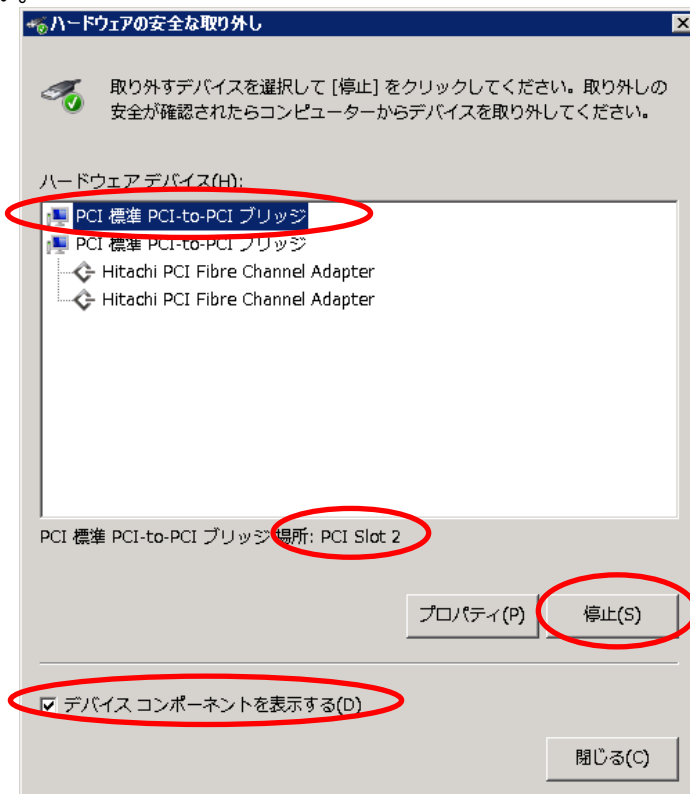 ハードウェアの安全な取り外し
取り外すデバイスを選択して [停止] をクリックしてください。取り外しの
安全が確認されたらコンピューターからデバイスを取り外してください。
ハードウェア デバイス(H):
PCI 標準 PCI-to-PCI ブリッジ
PCI 標準 PCI-to-PCI ブリッジ
Hitachi PCI Fibre Channel Adapter
Hitachi PCI Fibre Channel Adapter
PCI 標準 PCI-to-PCI ブリッジ 場所: PCI Slot 2
プロパティ(P)
停止(S)
デバイス コンポーネントを表示する(D)
閉じる(C)